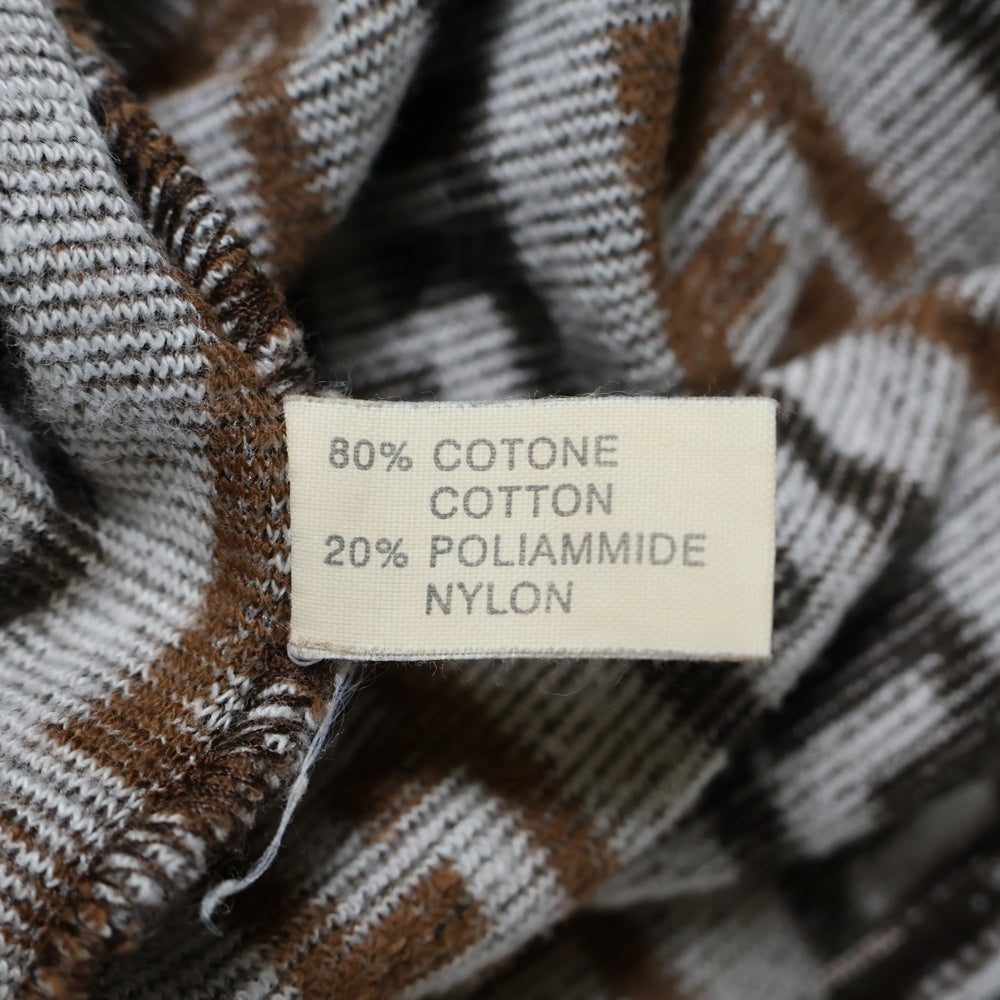 80% COTONE
COTTON
20% POLIAMMIDE
NYLON